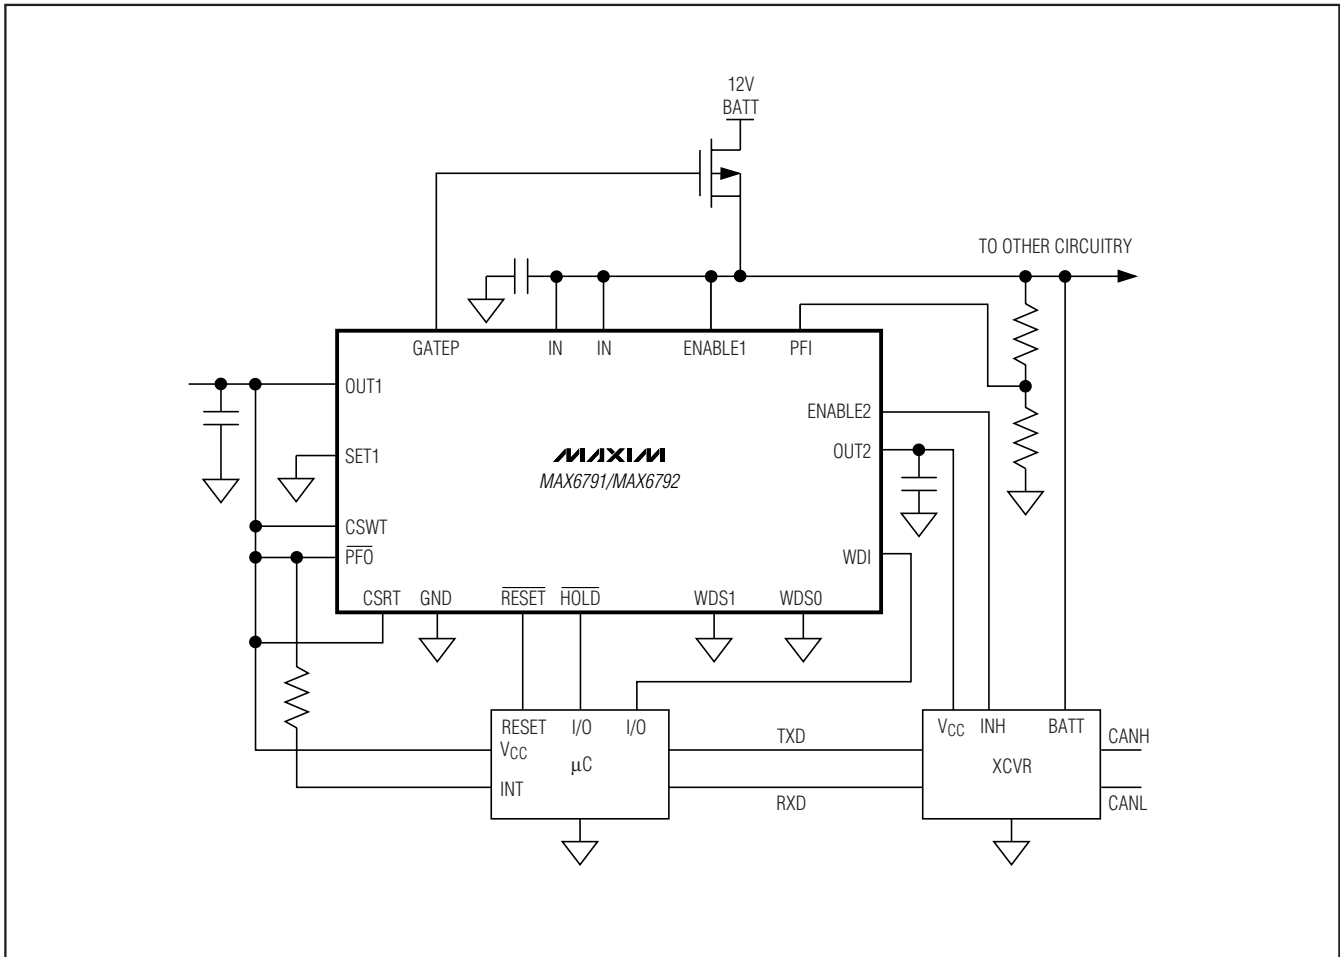 12V
BATT
TO OTHER CIRCUITRY
GATEP IN IN ENABLE1 PFI
OUT1
ENABLE2
SET1
OUT2
MAXIM
MAX6791/MAX6792
CSWT
PFO
WDI
CSRT GND RESET HOLD WDS1 WDS0
RESET I/O I/O
VCC
μC
INT
TXD
RXD
VCC INH BATT
XCVR
CANH
CANL